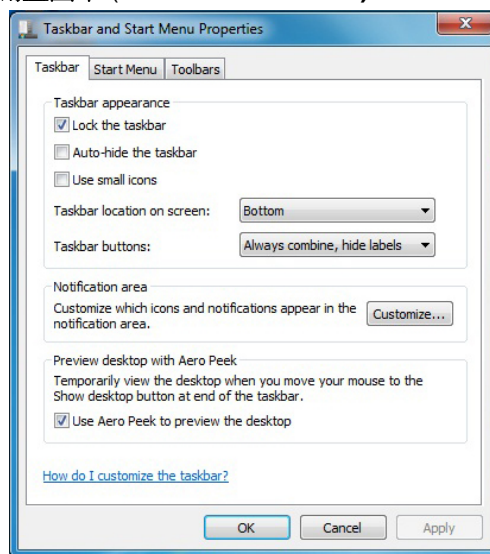 Taskbar and Start Menu Properties
Taskbar
Start Menu
Toolbars
Taskbar appearance
Lock the taskbar
Auto-hide the taskbar
Use small icons
Taskbar location on screen:
Bottom
Taskbar buttons:
Always combine, hide labels
Notification area
Customize which icons and notifications appear in the
notification area.
Customize...
Preview desktop with Aero Peek
Temporarily view the desktop when you move your mouse to the
Show desktop button at end of the taskbar.
Use Aero Peek to preview the desktop
How do I customize the taskbar?
OK
Cancel
Apply